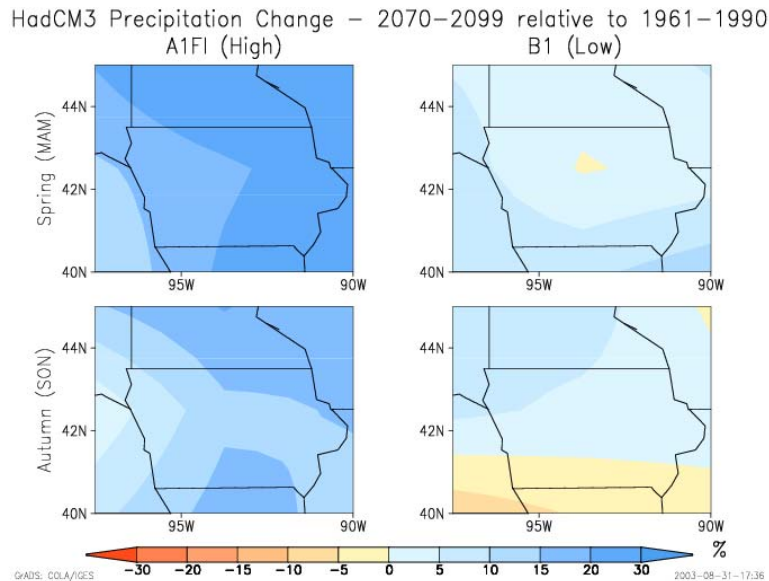 HadCM3 Precipitation Change – 2070–2099 relative to 1961–1990
A1FI (High)
B1 (Low)
Spring (MAM)
44N
42N
40N
95W
90W
44N
42N
40N
95W
90W
Autumn (SON)
44N
42N
40N
95W
90W
44N
42N
40N
95W
90W
%
-30 -20 -15 -10 -5 0 5 10 15 20 30
GrADS: COLA/IGES
2003-08-31-17:36